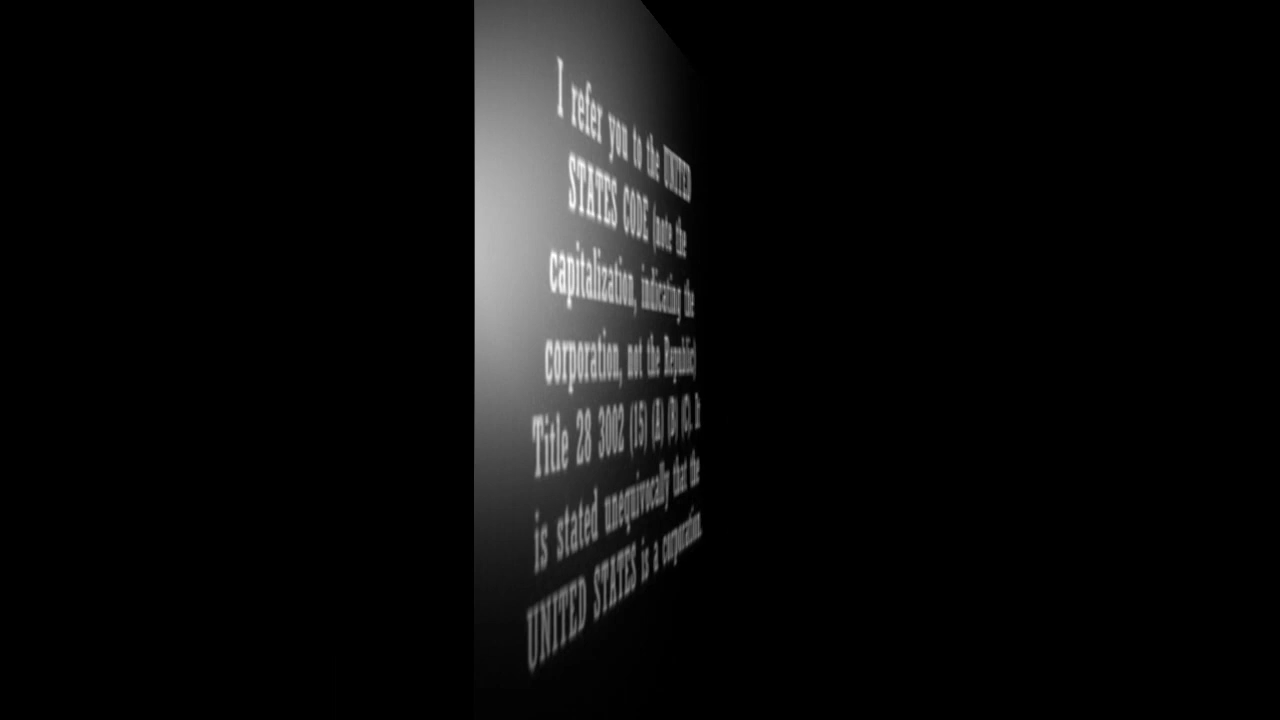 I refer you to the UNITED
STATES CODE (note the
capitalization, indicating the
corporation, not the Republic)
Title 28 3002 (15) (A) (B) (C). It
is stated unequivocally that the
UNITED STATES is a corporation.